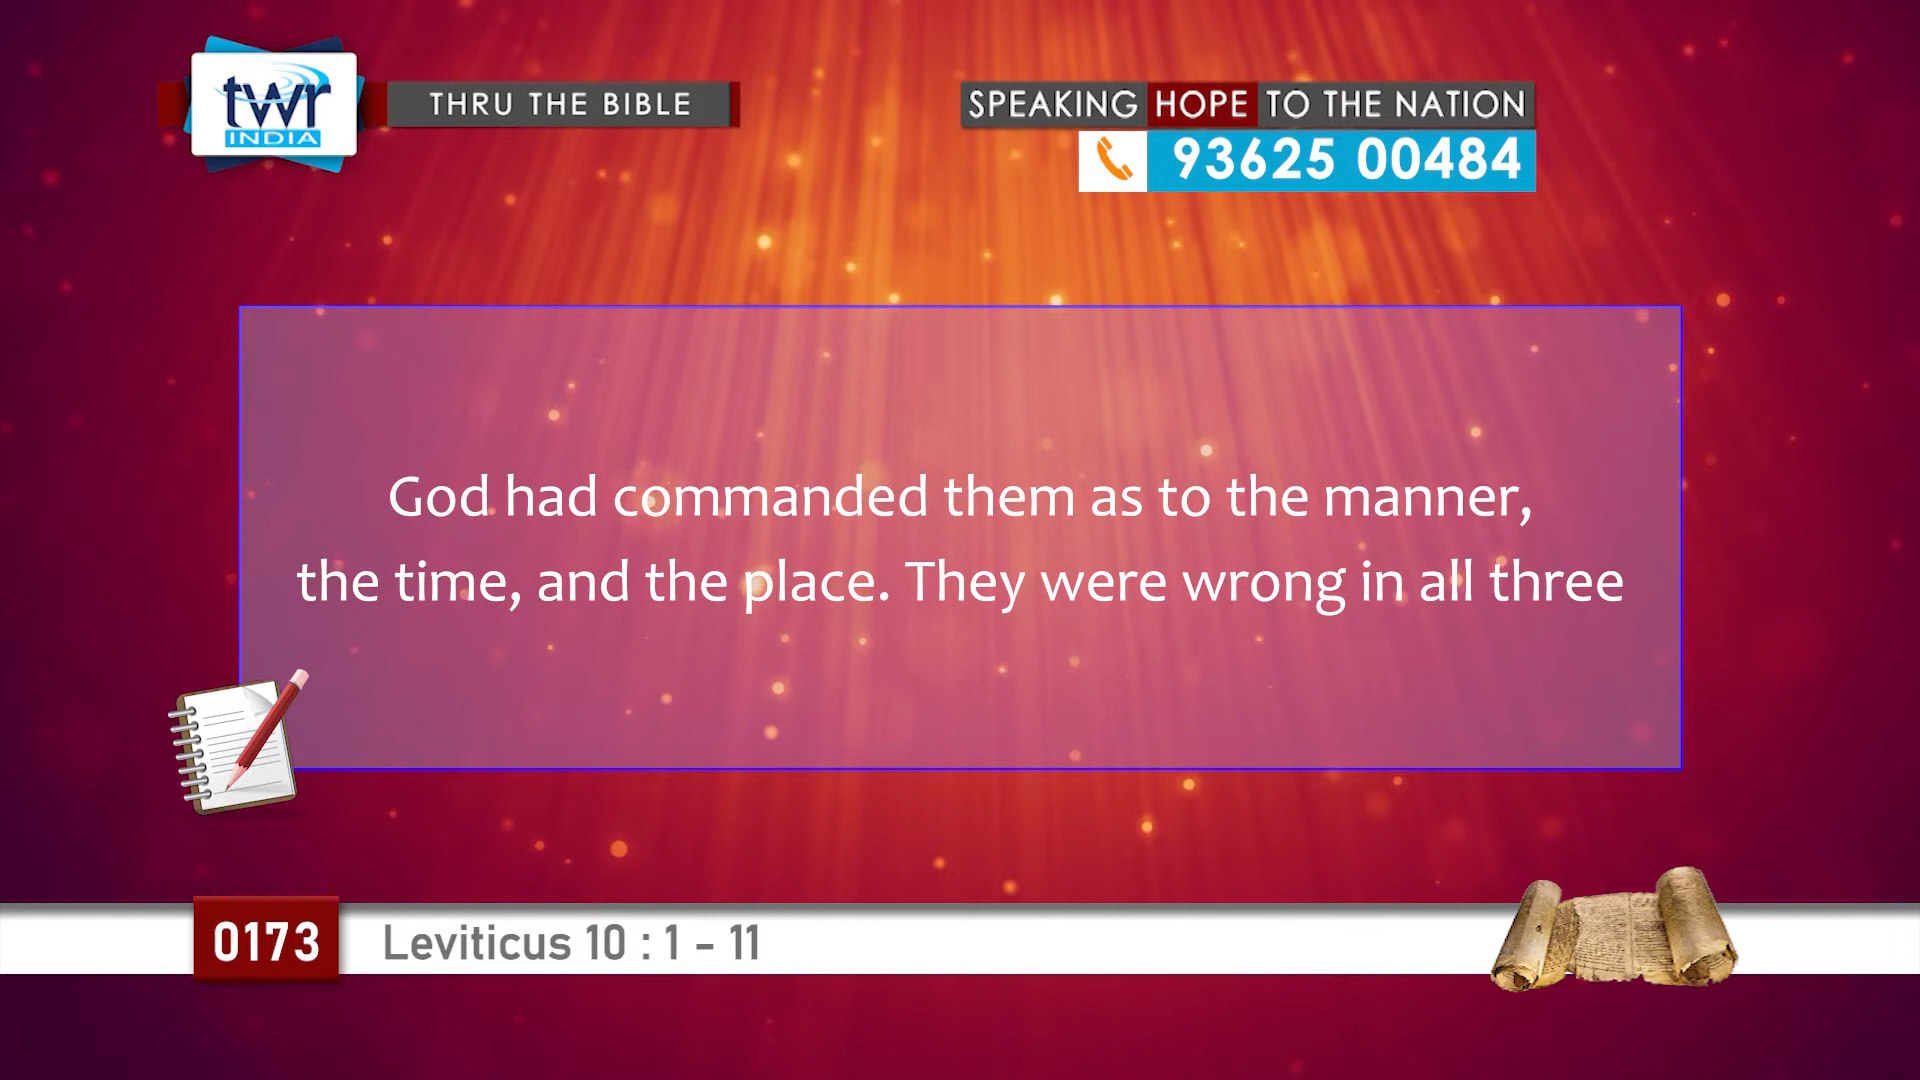 twr
INDIA
THRU THE BIBLE
SPEAKING HOPE TO THE NATION
93625 00484
God had commanded them as to the manner,
the time, and the place. They were wrong in all three
0173
Leviticus 10 : 1 - 11